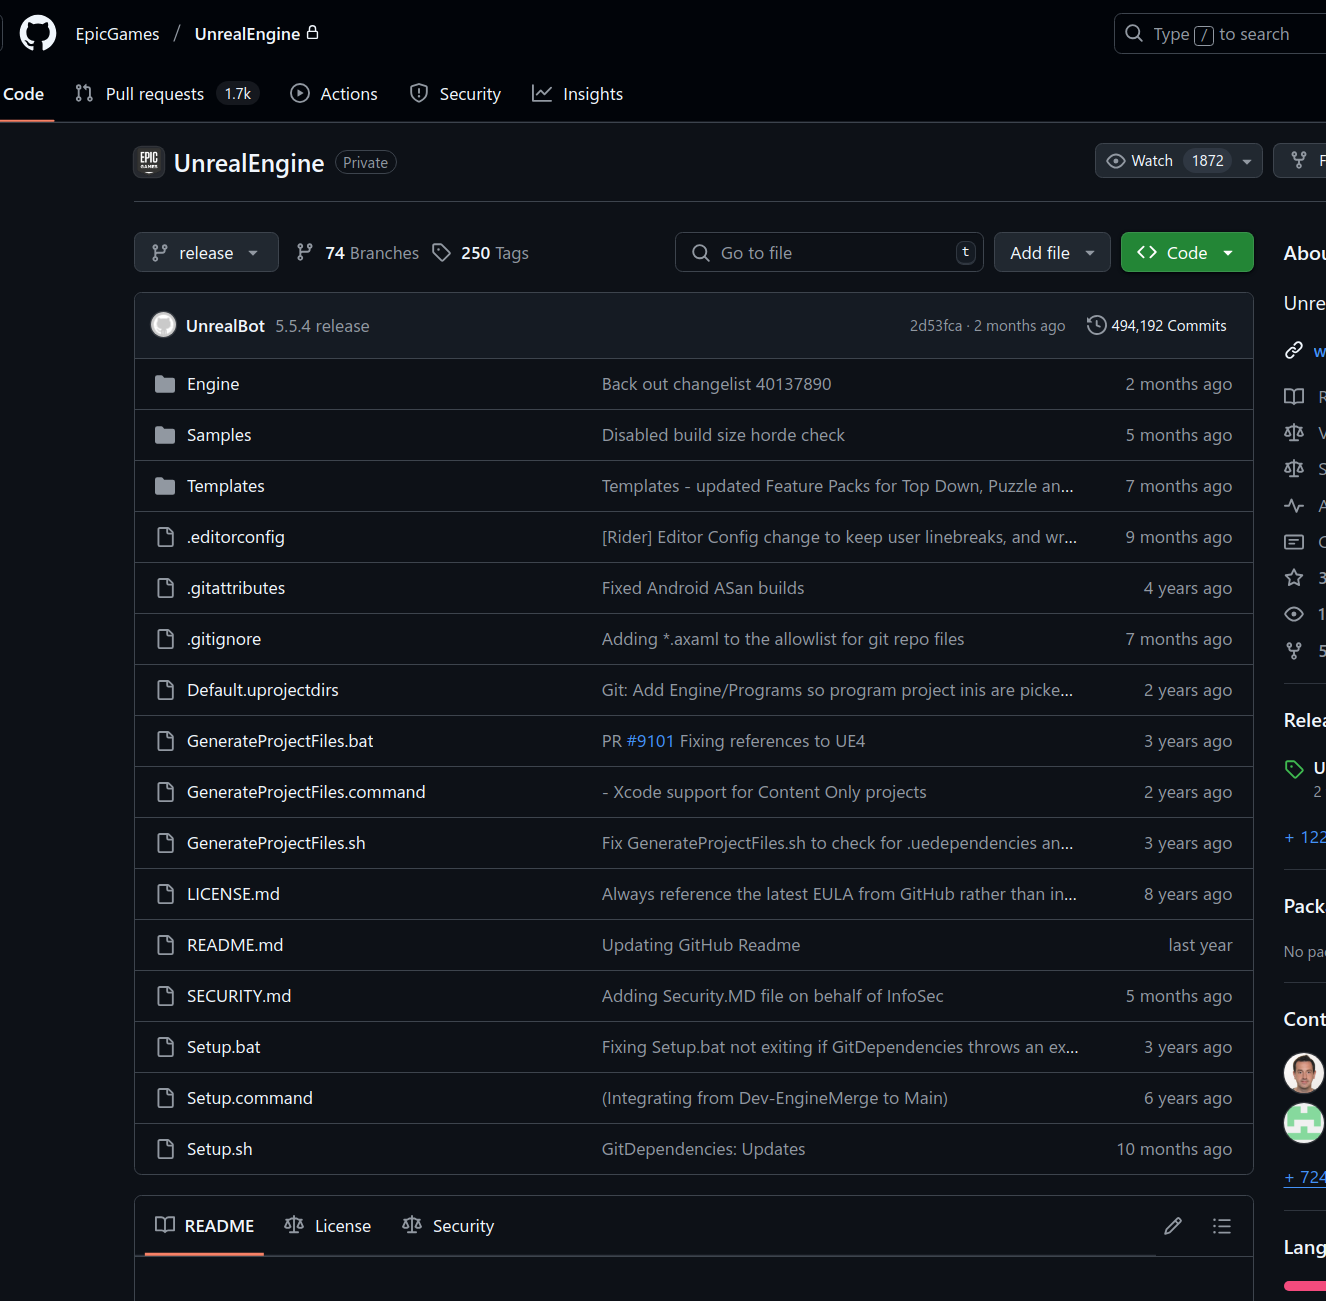 EpicGames / UnrealEngine
Type / to search
Code Pull requests 1.7k Actions Security Insights
EPIC GAMES UnrealEngine Private
Watch 1872
release 74 Branches 250 Tags Go to file t Add file Code
UnrealBot 5.5.4 release 2d53fca · 2 months ago 494,192 Commits
Engine Back out changelist 40137890 2 months ago
Samples Disabled build size horde check 5 months ago
Templates Templates - updated Feature Packs for Top Down, Puzzle an... 7 months ago
.editorconfig [Rider] Editor Config change to keep user linebreaks, and wr... 9 months ago
.gitattributes Fixed Android ASan builds 4 years ago
.gitignore Adding *.axaml to the allowlist for git repo files 7 months ago
Default.uprojectdirs Git: Add Engine/Programs so program project inis are picke... 2 years ago
GenerateProjectFiles.bat PR #9101 Fixing references to UE4 3 years ago
GenerateProjectFiles.command - Xcode support for Content Only projects 2 years ago
GenerateProjectFiles.sh Fix GenerateProjectFiles.sh to check for .uedependencies an... 3 years ago
LICENSE.md Always reference the latest EULA from GitHub rather than in... 8 years ago
README.md Updating GitHub Readme last year
SECURITY.md Adding Security.MD file on behalf of InfoSec 5 months ago
Setup.bat Fixing Setup.bat not exiting if GitDependencies throws an ex... 3 years ago
Setup.command (Integrating from Dev-EngineMerge to Main) 6 years ago
Setup.sh GitDependencies: Updates 10 months ago
README License Security
Abou
Unre
w
Relea
U
2
+ 122
Pack
No pa
Cont
+ 724
Lang